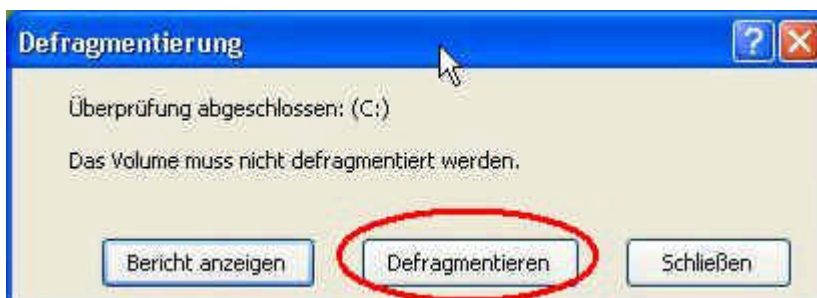 Defragmentierung
Überprüfung abgeschlossen: (C:)
Das Volume muss nicht defragmentiert werden.
Bericht anzeigen Defragmentieren Schließen